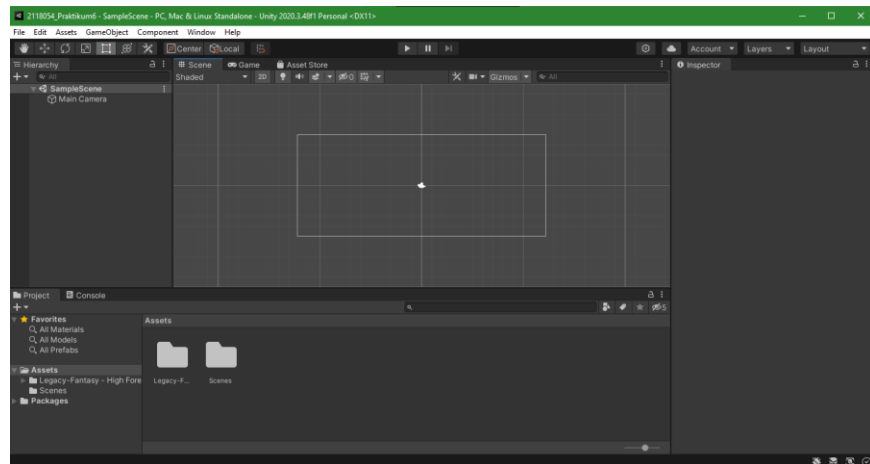 2118054_Praktikum6 - SampleScene - PC, Mac & Linux Standalone - Unity 2020.3.48f1 Personal <DX11>
File Edit Assets GameObject Component Window Help
Center Local Account Layers Layout
Hierarchy Scene Game Asset Store Inspector
All Shaded 2D 0 Gizmos All
SampleScene
Main Camera
Project Console
5
Favorites Assets
All Materials
All Models
All Prefabs
Assets
Legacy-Fantasy - High Fore Legacy-F... Scenes
Scenes
Packages